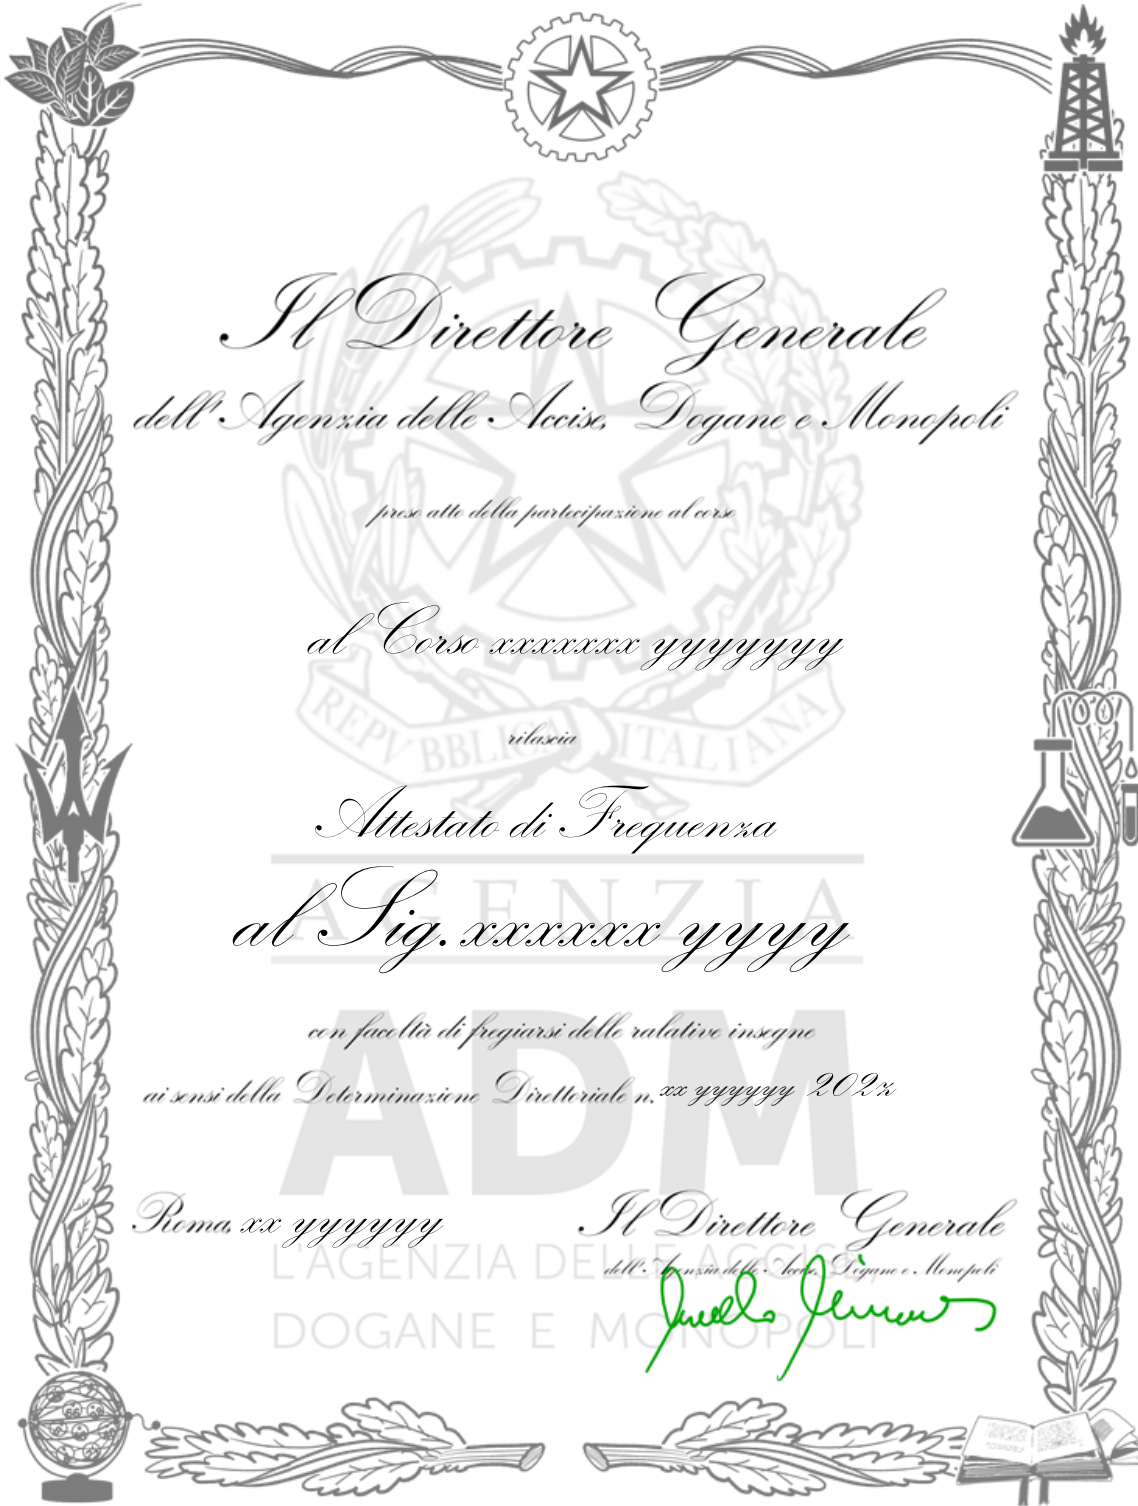 Il Direttore Generale
dell'Agenzia delle Accise, Dogane e Monopoli
preso atto della partecipazione al corso
al Corso xxxxxxx yyyyyyy
REPVBBLICA ITALIANA
rilascia
Attestato di Frequenza
AGENZIA
al Sig. xxxxxx yyyy
ADM
con facoltà di fregiarsi delle ralative insegne
ai sensi della Determinazione Direttoriale n. xx yyyyyy 202z
Roma, xx yyyyyy
Il Direttore Generale
L'AGENZIA DELLE ACCISE,
dell'Agenzia delle Accise, Dogane e Monopoli
DOGANE E MONOPOLI